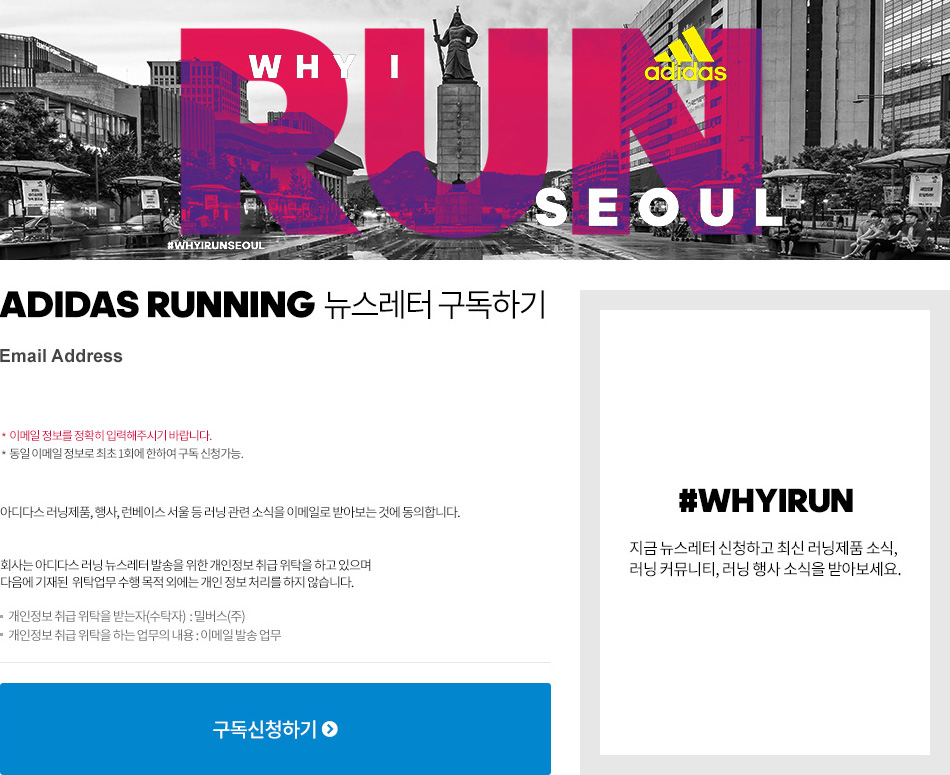 WHY I
RUN
adidas
SEOUL
#WHYIRUNSEOUL
ADIDAS RUNNING 뉴스레터 구독하기
Email Address
* 이메일 정보를 정확히 입력해주시기 바랍니다.
* 동일 이메일 정보로 최초 1회에 한하여 구독 신청가능.
아디다스 러닝제품, 행사, 런베이스 서울 등 러닝 관련 소식을 이메일로 받아보는 것에 동의합니다.
회사는 아디다스 러닝 뉴스레터 발송을 위한 개인정보 취급 위탁을 하고 있으며
다음에 기재된 위탁업무 수행 목적 외에는 개인 정보 처리를 하지 않습니다.
개인정보 취급 위탁을 받는자(수탁자) : 밀버스(주)
개인정보 취급 위탁을 하는 업무의 내용 : 이메일 발송 업무
구독신청하기
#WHYIRUN
지금 뉴스레터 신청하고 최신 러닝제품 소식,
러닝 커뮤니티, 러닝 행사 소식을 받아보세요.